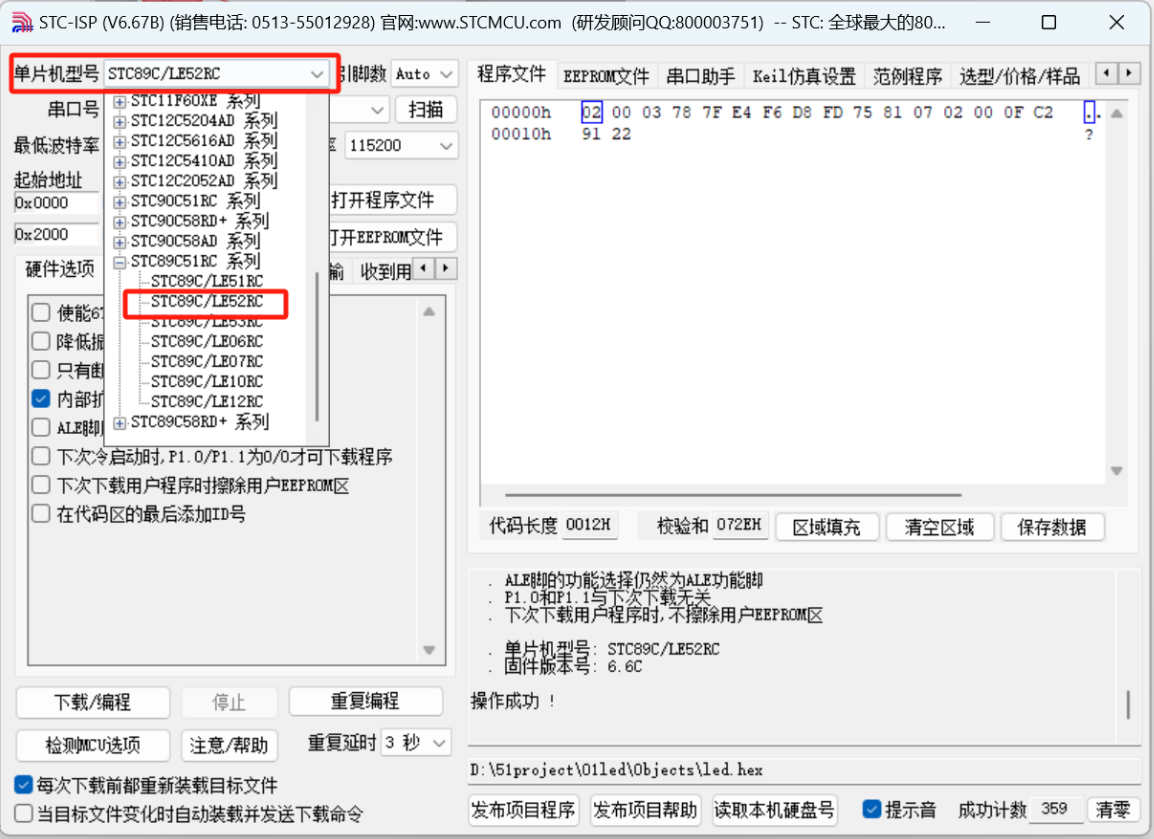 STC-ISP (V6.67B) (销售电话: 0513-55012928) 官网:www.STCMCU.com (研发顾问QQ:800003751) -- STC: 全球最大的80...
单片机型号 STC89C/LE52RC 引脚数 Auto
串口号 扫描
最低波特率 115200
起始地址
0x0000 打开程序文件
0x2000 打开EEPROM文件
硬件选项 输 收到用
STC11F60XE 系列
STC12C5204AD 系列
STC12C5616AD 系列
STC12C5410AD 系列
STC12C2052AD 系列
STC90C51RC 系列
STC90C58RD+ 系列
STC90C58AD 系列
STC89C51RC 系列
STC89C/LE51RC
STC89C/LE52RC
STC89C/LE53RC
STC89C/LE06RC
STC89C/LE07RC
STC89C/LE10RC
STC89C/LE12RC
STC89C58RD+ 系列
使能6
降低振
只有
内部扩
ALE脚
下次冷启动时,P1.0/P1.1为0/0才可下载程序
下次下载用户程序时擦除用户EEPROM区
在代码区的最后添加ID号
下载/编程 停止 重复编程
检测MCU选项 注意/帮助 重复延时 3 秒
每次下载前都重新装载目标文件
当目标文件变化时自动装载并发送下载命令
程序文件 EEPROM文件 串口助手 Keil仿真设置 范例程序 选型/价格/样品
00000h 02 00 03 78 7F E4 F6 D8 FD 75 81 07 02 00 0F C2 ..
00010h 91 22 ?
代码长度 0012H 校验和 072EH 区域填充 清空区域 保存数据
. ALE脚的功能选择仍然为ALE功能脚
. P1.0和P1.1与下次下载无关
. 下次下载用户程序时,不擦除用户EEPROM区
. 单片机型号: STC89C/LE52RC
. 固件版本号: 6.6C
操作成功 !
D:\51project\01led\Objects\led.hex
发布项目程序 发布项目帮助 读取本机硬盘号 提示音 成功计数 359 清零